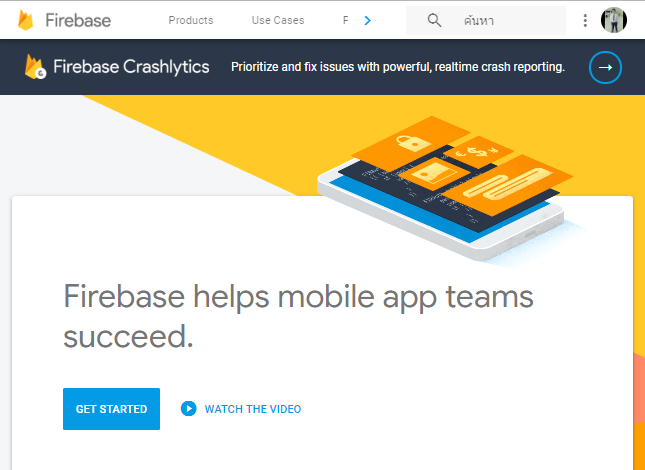 Firebase Products Use Cases F ค้นหา
Firebase Crashlytics Prioritize and fix issues with powerful, realtime crash reporting.
Firebase helps mobile app teams
succeed.
GET STARTED WATCH THE VIDEO